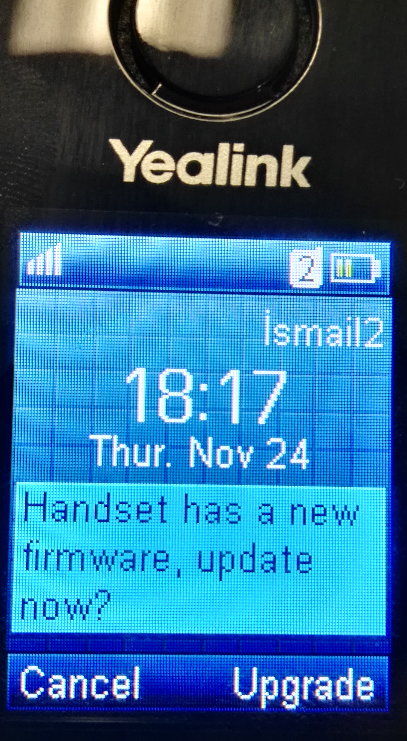 Yealink
2
İsmail2
18:17
Thur. Nov 24
Handset has a new
firmware, update
now?
Cancel Upgrade